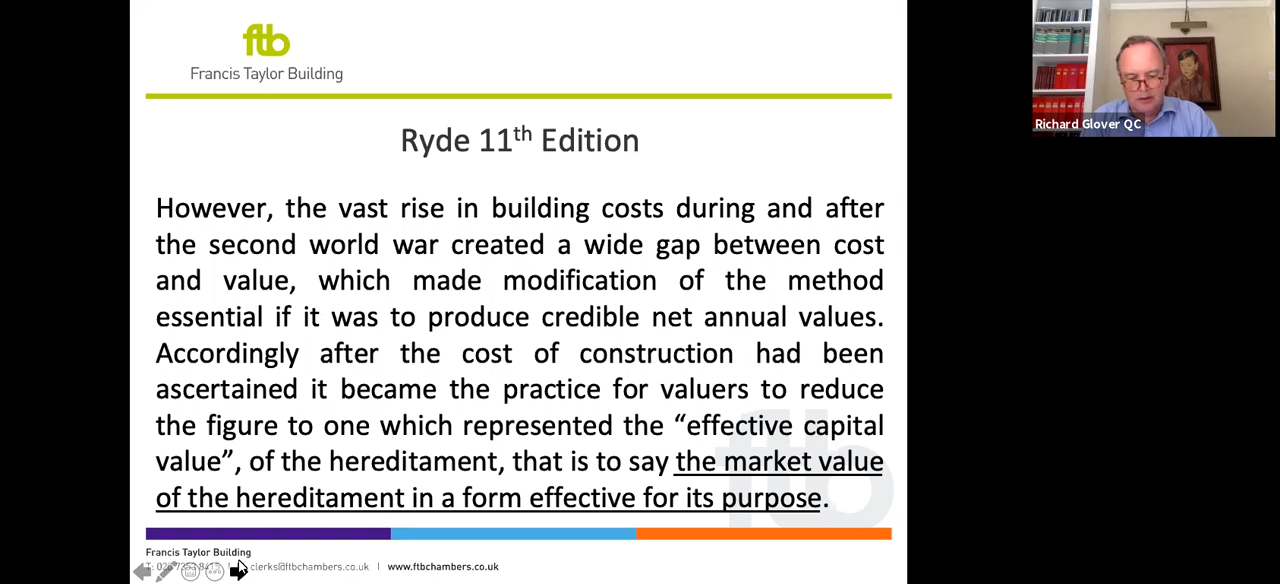 ftb
Francis Taylor Building
Richard Glover QC
Ryde 11th Edition
However, the vast rise in building costs during and after
the second world war created a wide gap between cost
and value, which made modification of the method
essential if it was to produce credible net annual values.
Accordingly after the cost of construction had been
ascertained it became the practice for valuers to reduce
the figure to one which represented the “effective capital
value”, of the hereditament, that is to say the market value
of the hereditament in a form effective for its purpose.
ftb
Francis Taylor Building
clerks@ftbchambers.co.uk | www.ftbchambers.co.uk